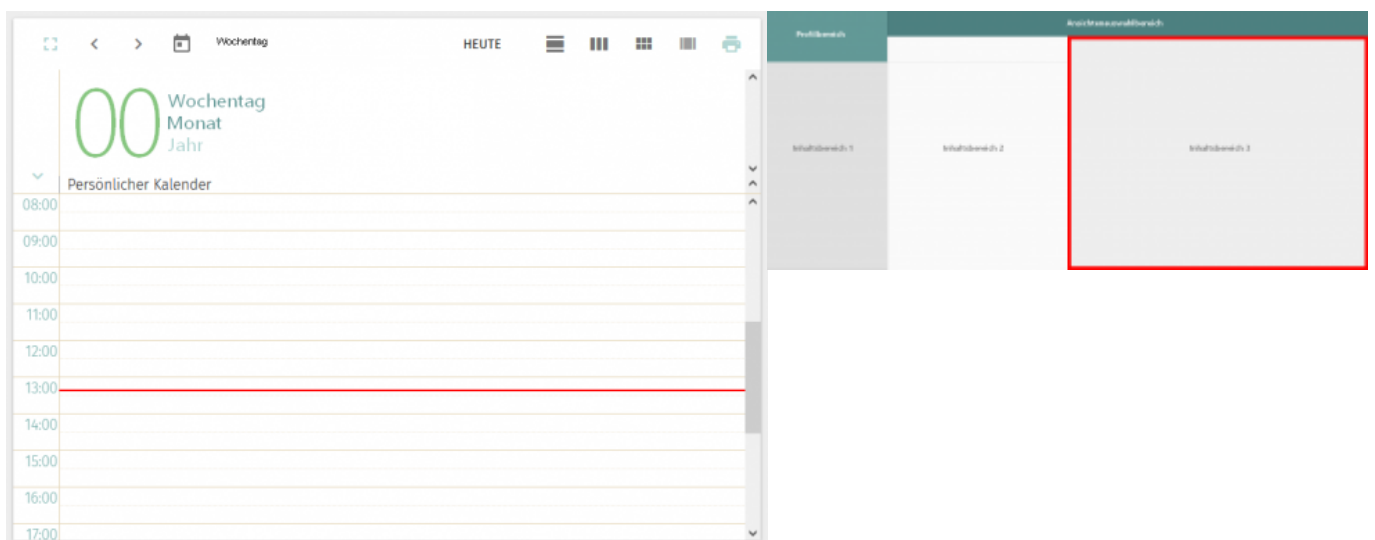 Wochentag
HEUTE
00
Wochentag
Monat
Jahr
Persönlicher Kalender
08:00
09:00
10:00
11:00
12:00
13:00
14:00
15:00
16:00
17:00
Ansichtenauswahlbereich
Profilbereich
Inhaltsbereich 1
Inhaltsbereich 2
Inhaltsbereich 3